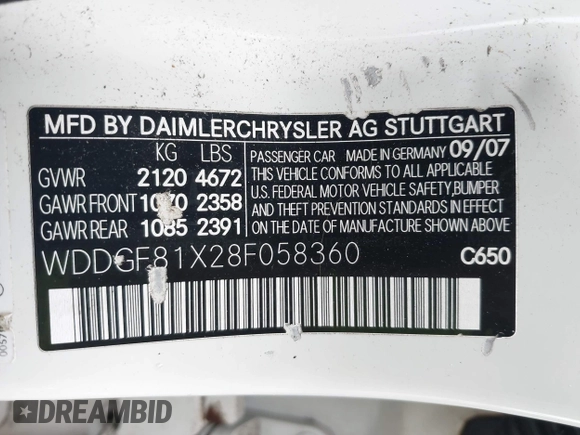 MFD BY DAIMLERCHRYSLER AG STUTTGART
KG LBS
GVWR 2120 4672
GAWR FRONT 1070 2358
GAWR REAR 1085 2391
PASSENGER CAR MADE IN GERMANY 09/07
THIS VEHICLE CONFORMS TO ALL APPLICABLE
U.S. FEDERAL MOTOR VEHICLE SAFETY, BUMPER
AND THEFT PREVENTION STANDARDS IN EFFECT
ON THE DATE OF MANUFACTURE SHOWN ABOVE
WDDGF81X28F058360 C650
DREAMBID